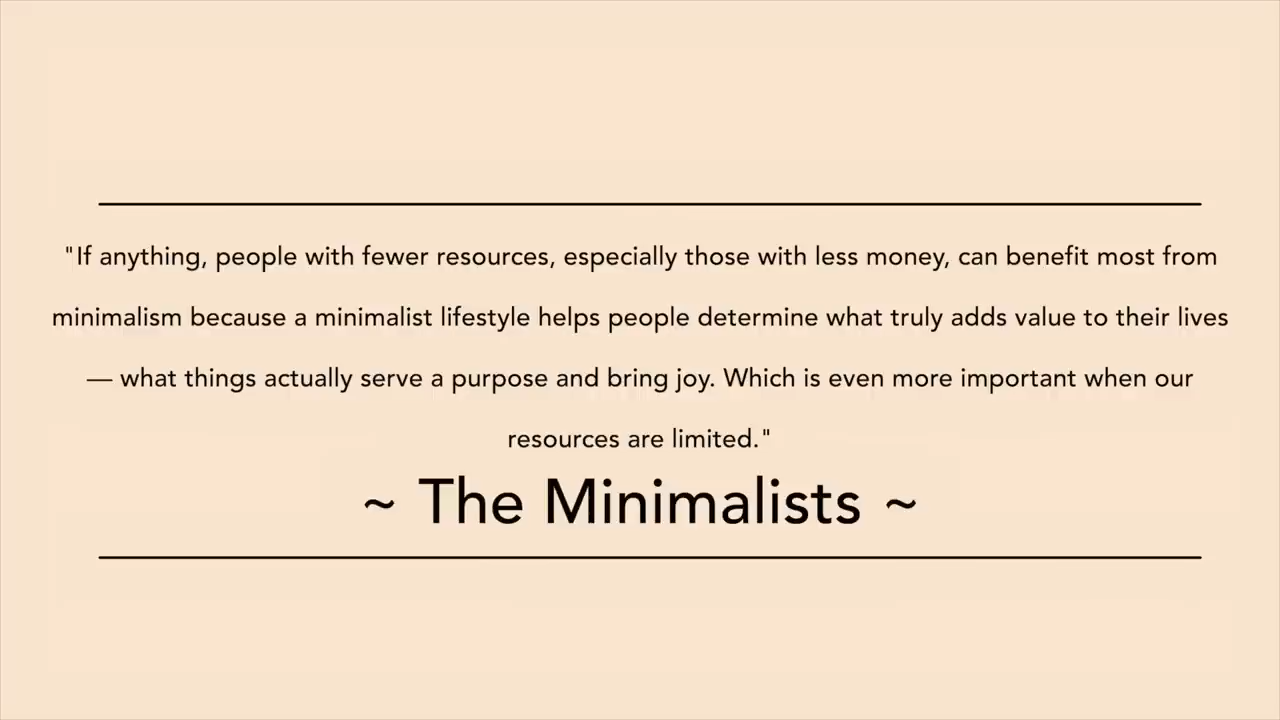 "If anything, people with fewer resources, especially those with less money, can benefit most from
minimalism because a minimalist lifestyle helps people determine what truly adds value to their lives
— what things actually serve a purpose and bring joy. Which is even more important when our
resources are limited."
~ The Minimalists ~